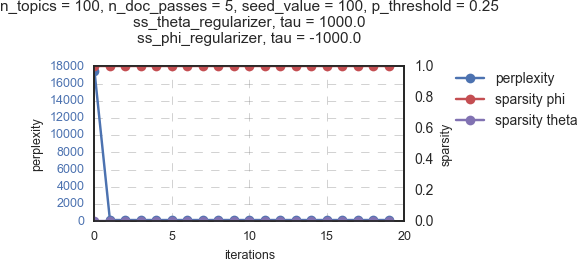 n_topics = 100, n_doc_passes = 5, seed_value = 100, p_threshold = 0.25
ss_theta_regularizer, tau = 1000.0
ss_phi_regularizer, tau = -1000.0
18000
16000
14000
12000
10000
8000
6000
4000
2000
0
perplexity
0
5
10
15
20
iterations
1.0
0.8
0.6
0.4
0.2
0.0
sparsity
perplexity
sparsity phi
sparsity theta